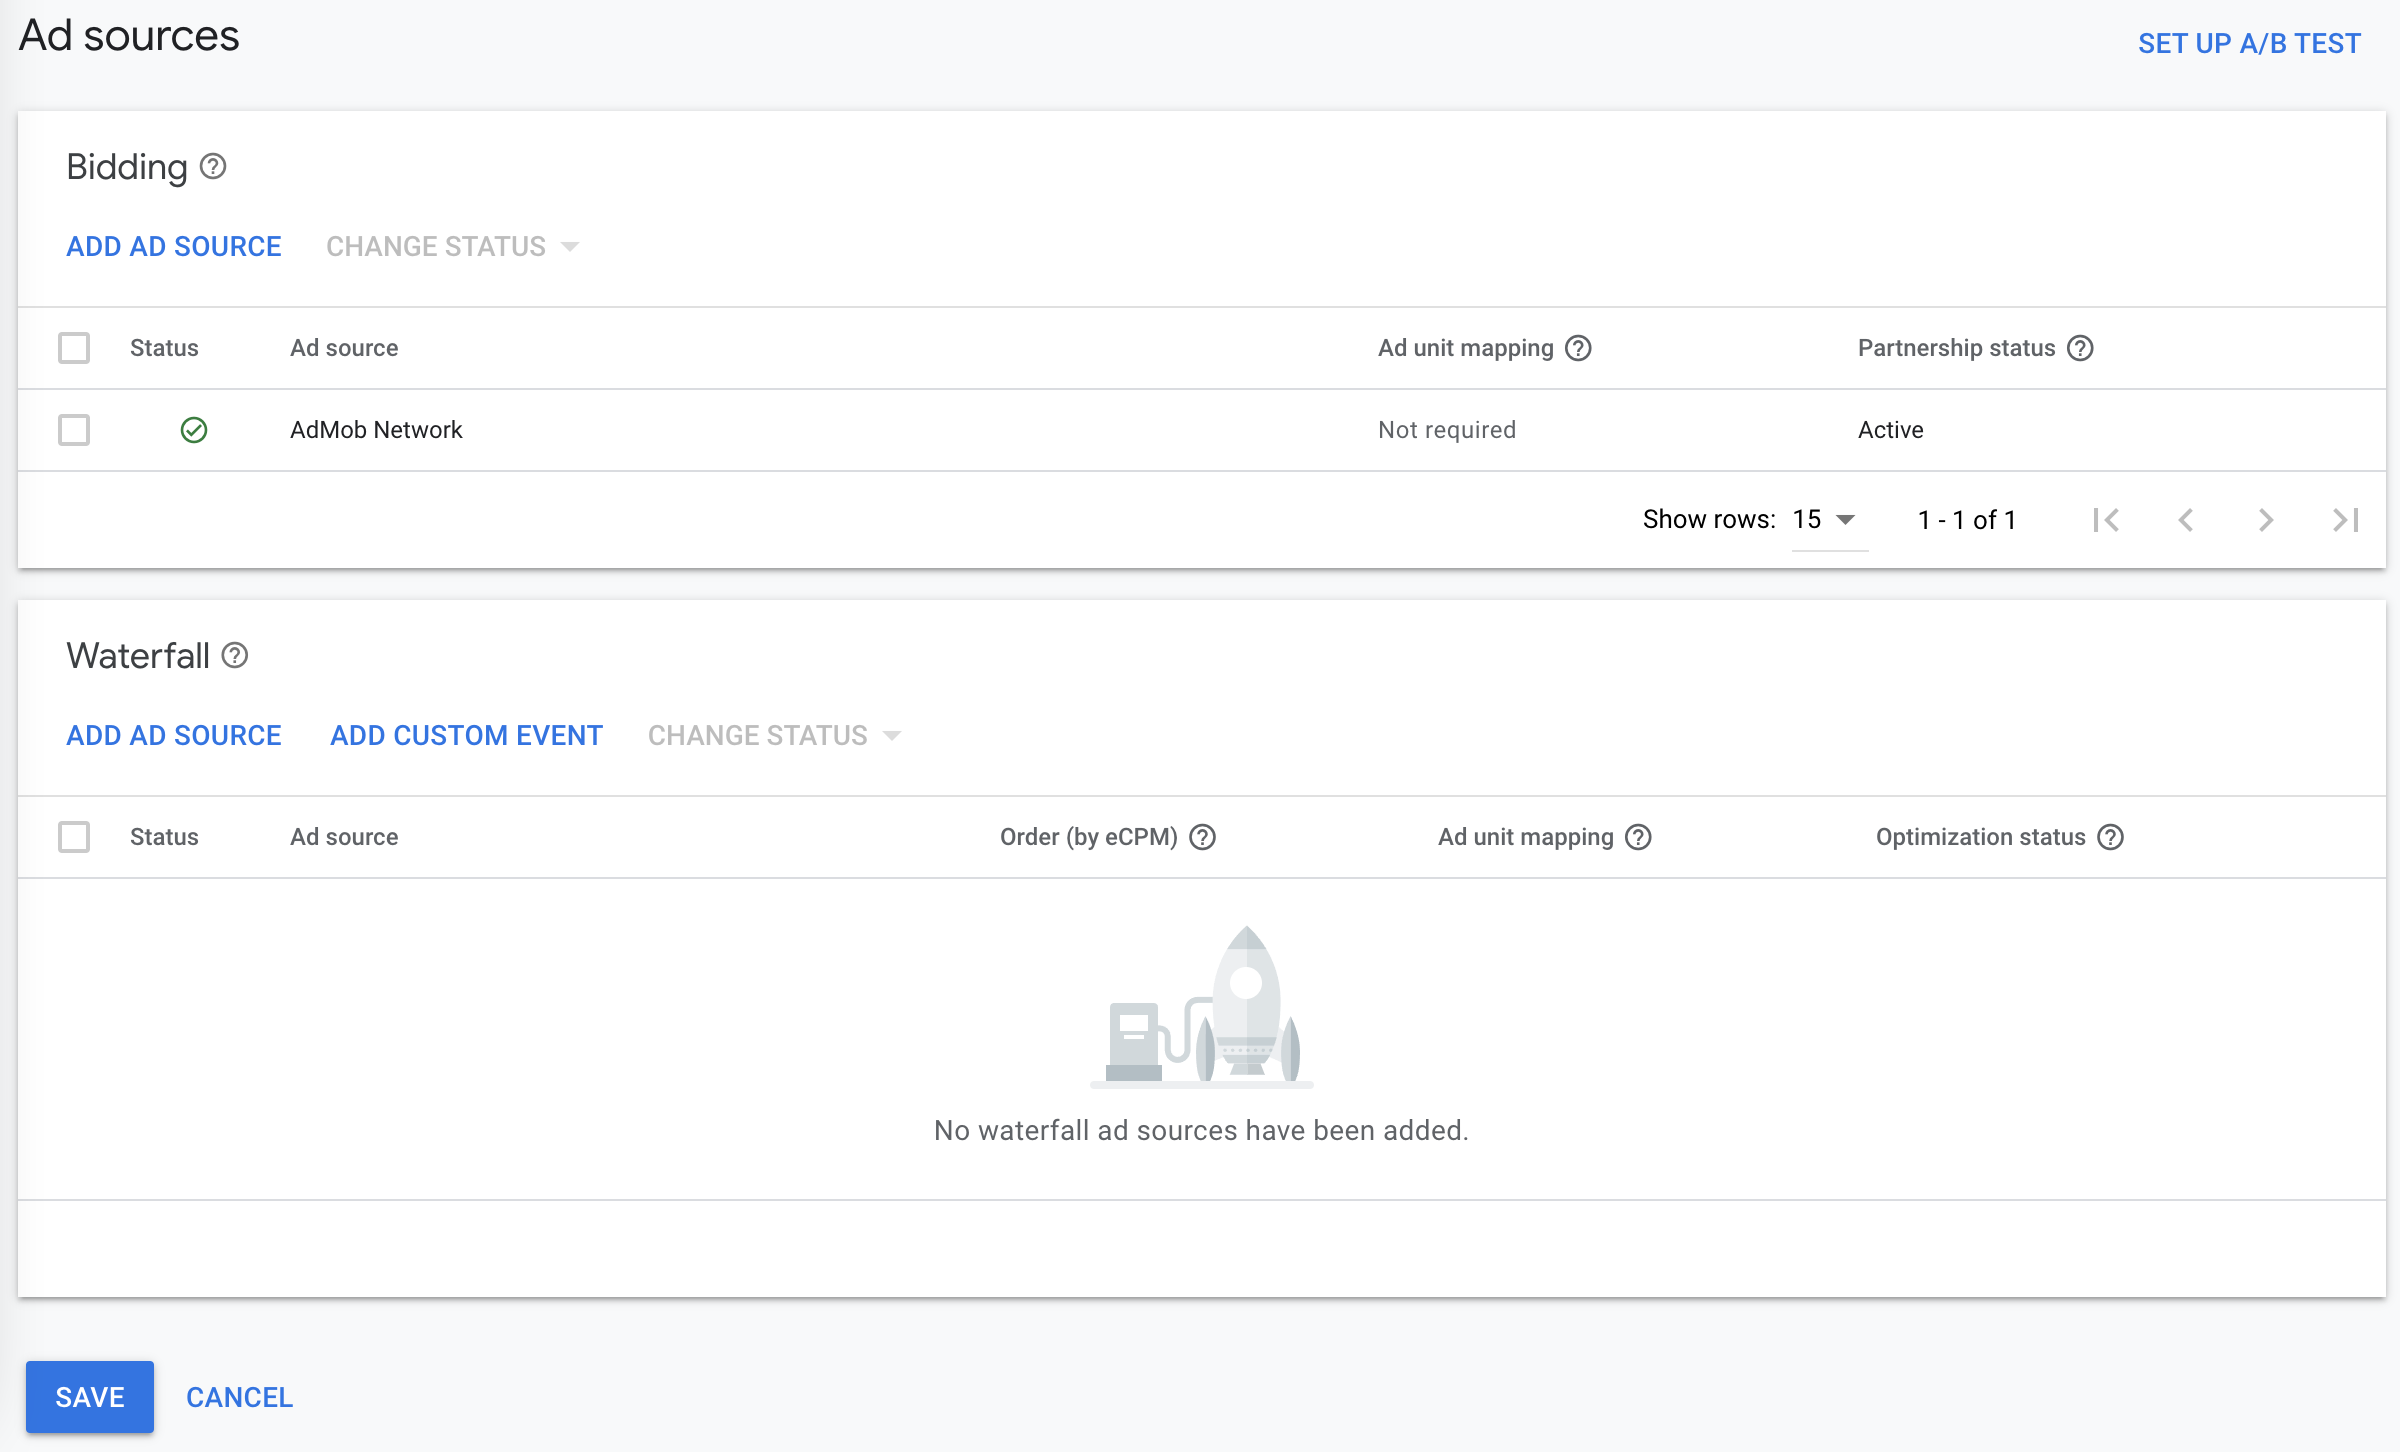 Ad sources
SET UP A/B TEST
Bidding
ADD AD SOURCE CHANGE STATUS
Status Ad source Ad unit mapping Partnership status
AdMob Network Not required Active
Show rows: 15 1 - 1 of 1
Waterfall
ADD AD SOURCE ADD CUSTOM EVENT CHANGE STATUS
Status Ad source Order (by eCPM) Ad unit mapping Optimization status
No waterfall ad sources have been added.
SAVE CANCEL